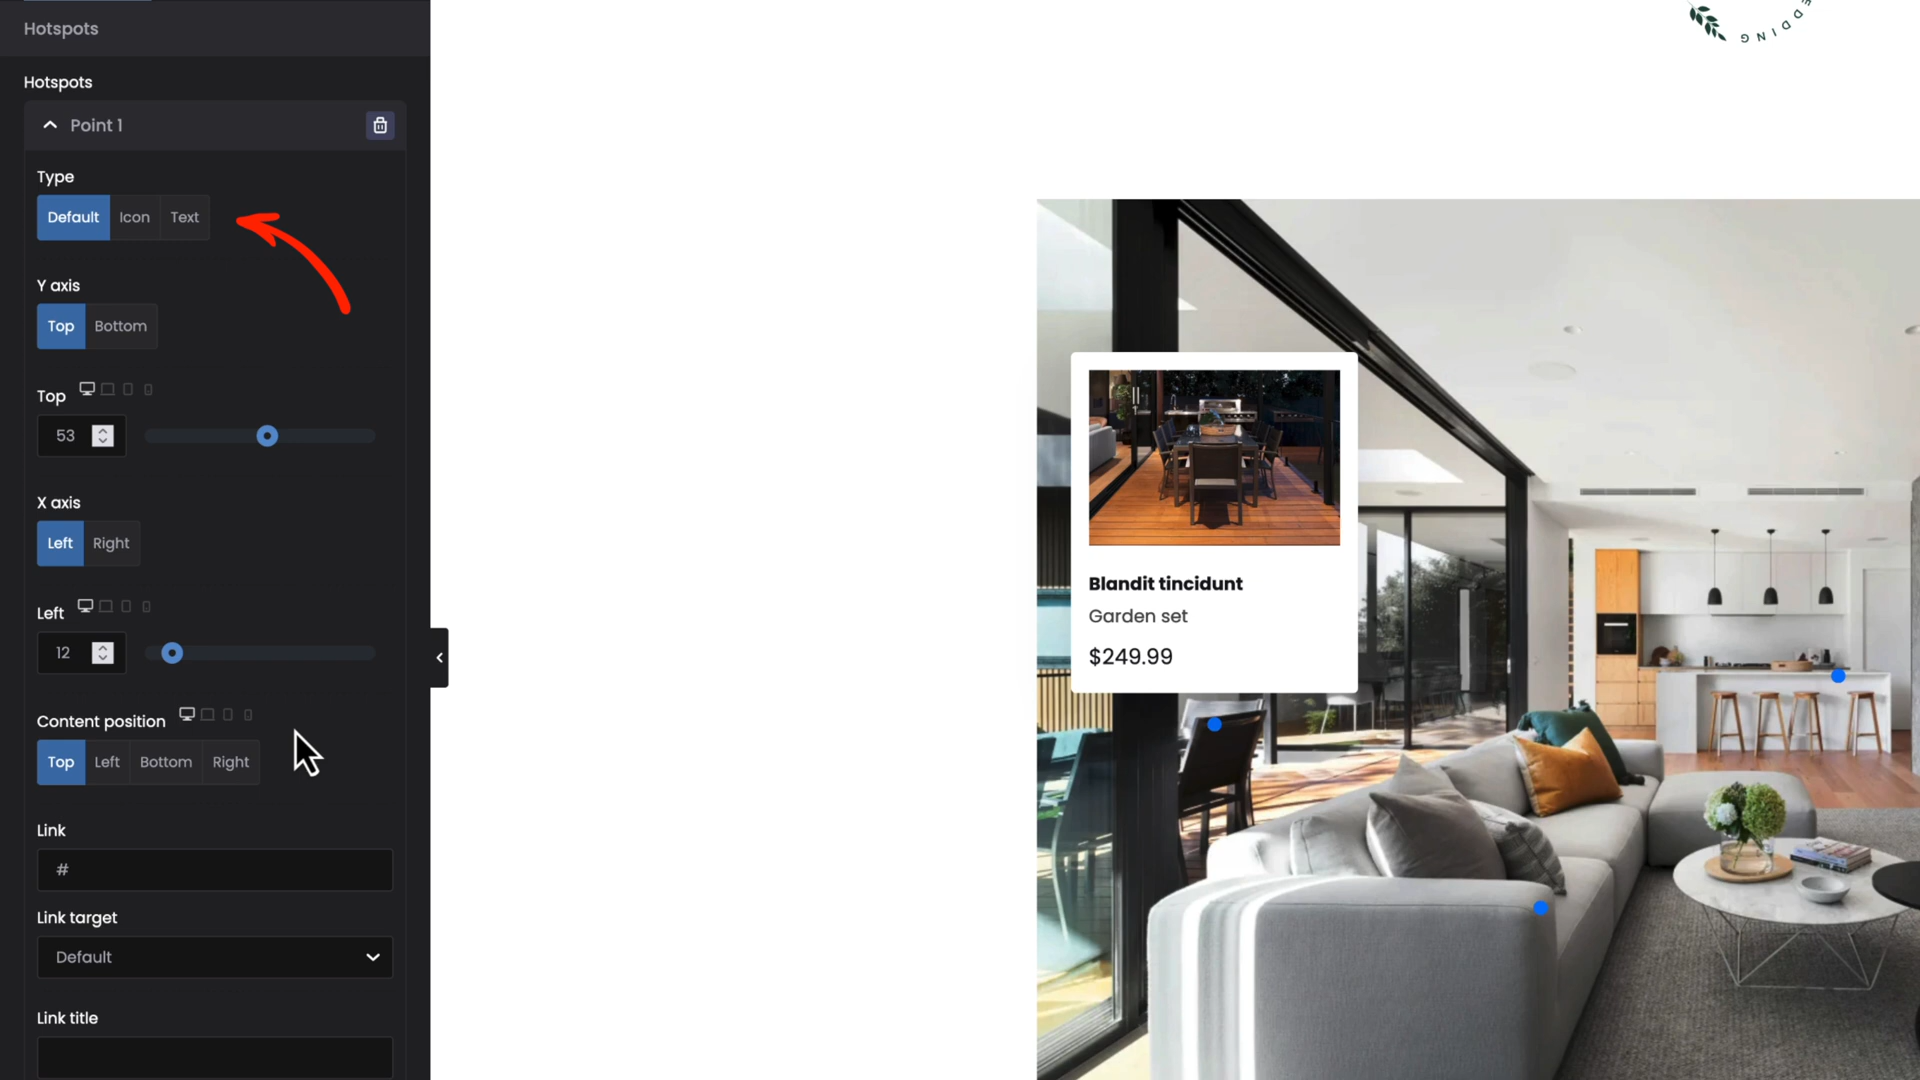 Hotspots
Hotspots
Point 1
Type
Default Icon Text
Y axis
Top Bottom
Top
53
X axis
Left Right
Left
12
Content position
Top Left Bottom Right
Link
#
Link target
Default
Link title
EDDING
Blandit tincidunt
Garden set
$249.99